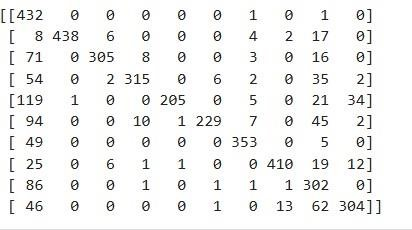 [[432 0 0 0 0 0 1 0 1 0]
[ 8 438 6 0 0 0 4 2 17 0]
[ 71 0 305 8 0 0 3 0 16 0]
[ 54 0 2 315 0 6 2 0 35 2]
[119 1 0 0 205 0 5 0 21 34]
[ 94 0 0 10 1 229 7 0 45 2]
[ 49 0 0 0 0 0 353 0 5 0]
[ 25 0 6 1 1 0 0 410 19 12]
[ 86 0 0 1 0 1 1 1 302 0]
[ 46 0 0 0 0 1 0 13 62 304]]